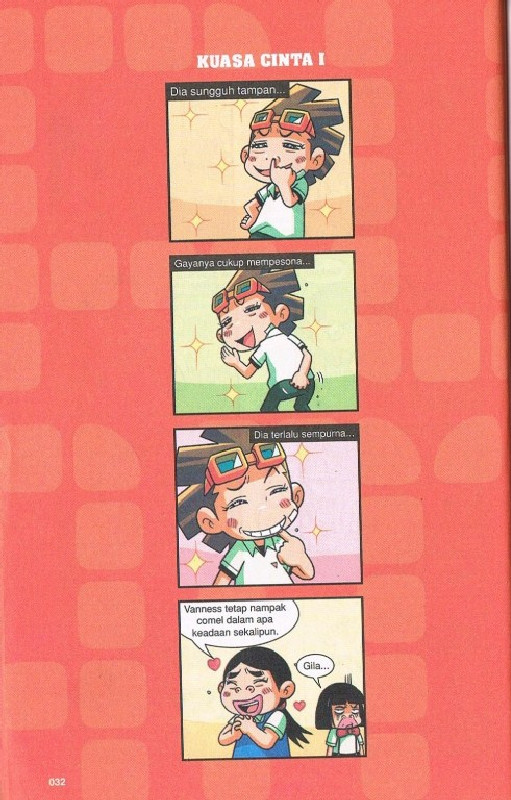 KUASA CINTA I
Dia sungguh tampan...
Gayanya cukup mempesona...
Dia terlalu sempurna...
Vanness tetap nampak
comel dalam apa
keadaan sekalipun.
Gila...
032